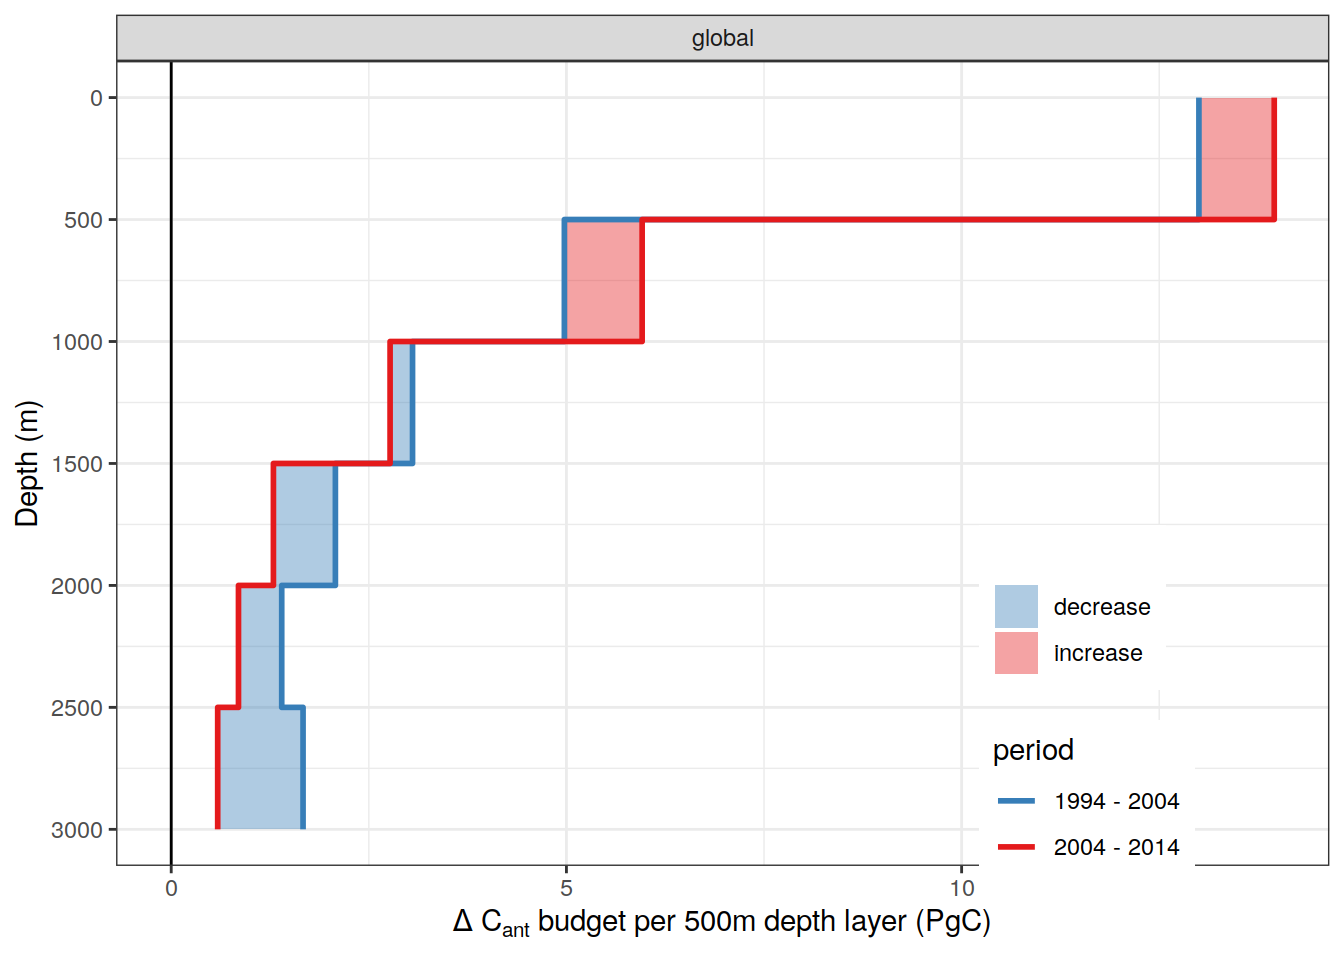 global
0
500
1000
1500
2000
2500
3000
Depth (m)
decrease
increase
period
1994 - 2004
2004 - 2014
0 5 10
Δ Cant budget per 500m depth layer (PgC)